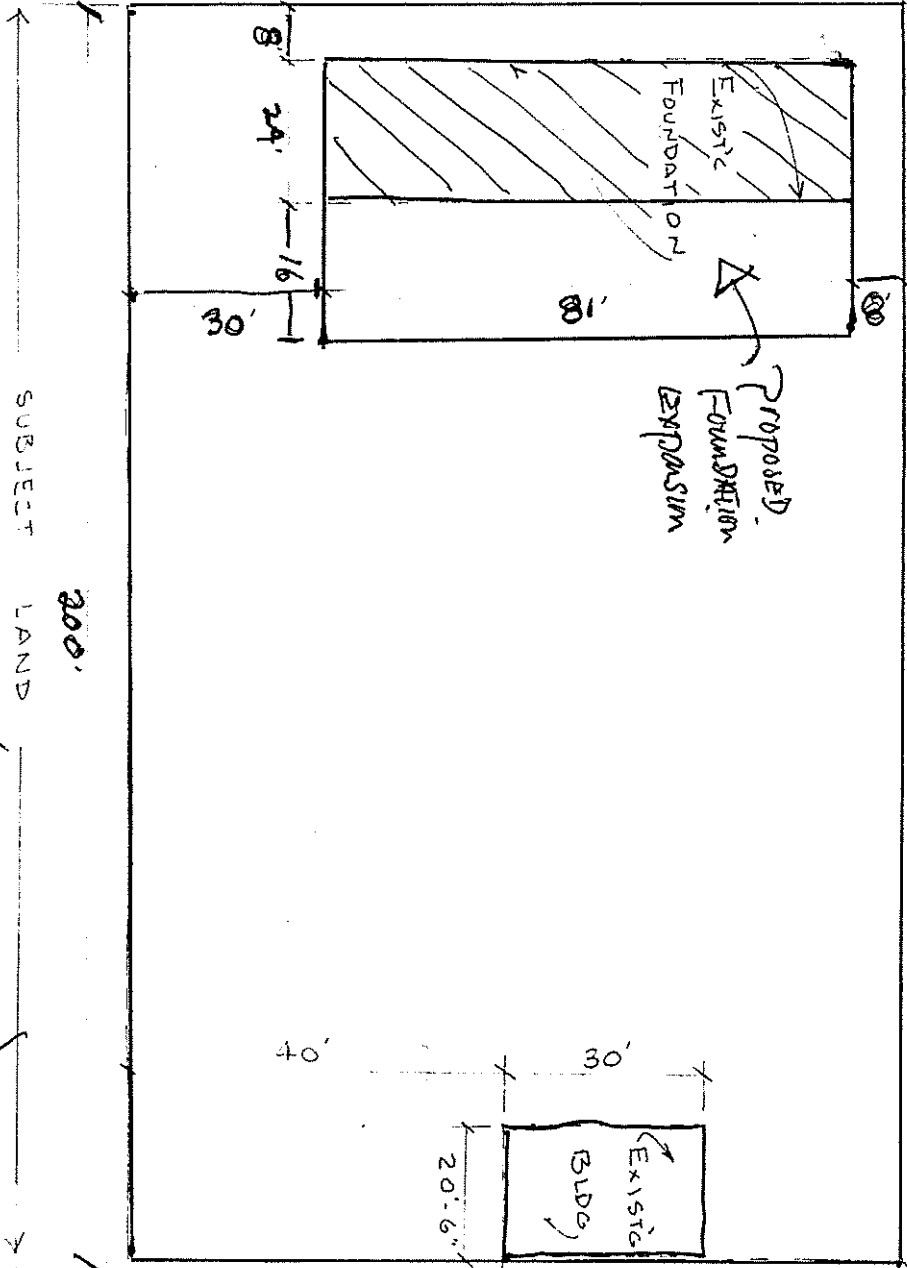 8'
24'
16'
30'
81'
8'
EXIST'G
FOUNDATION
PROPOSED
FOUNDATION
EXPANSION
200'
SUBJECT LAND
40'
30'
20'-6"
EXIST'G
BLDG